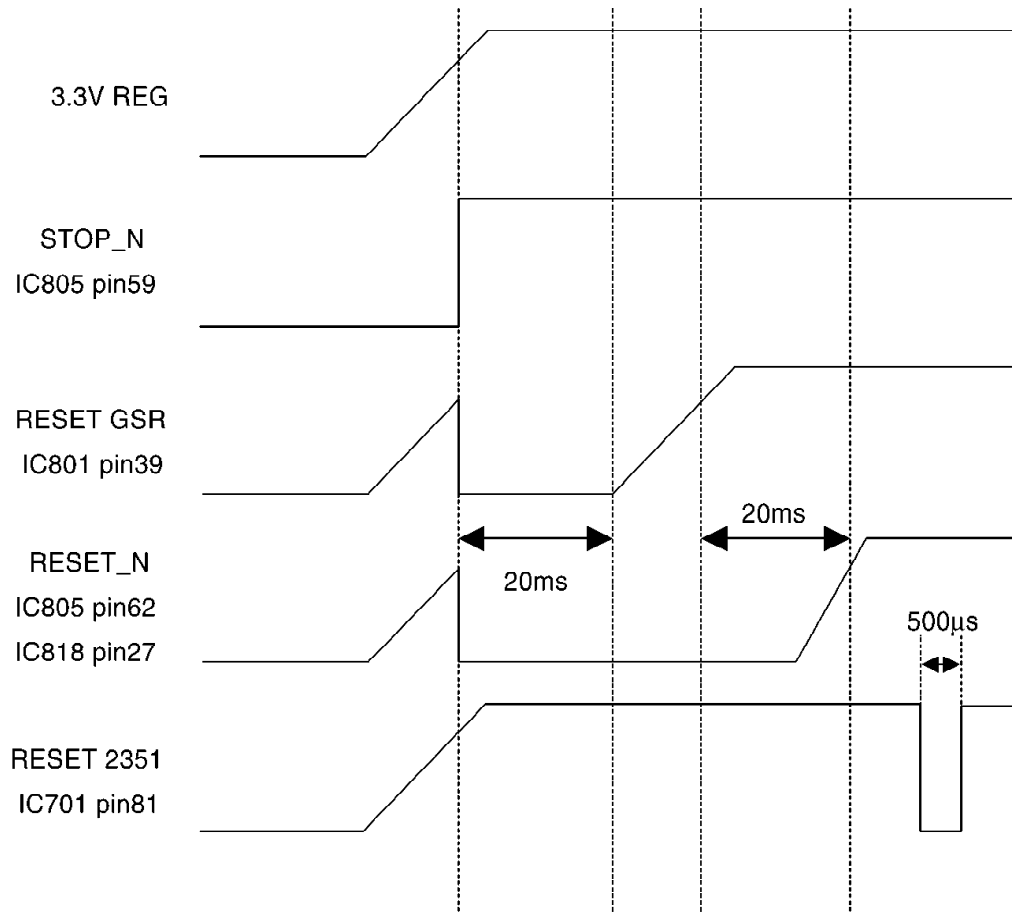 3.3V REG
STOP_N
IC805 pin59
RESET GSR
IC801 pin39
20ms
RESET_N
20ms
IC805 pin62
500µs
IC818 pin27
RESET 2351
IC701 pin81